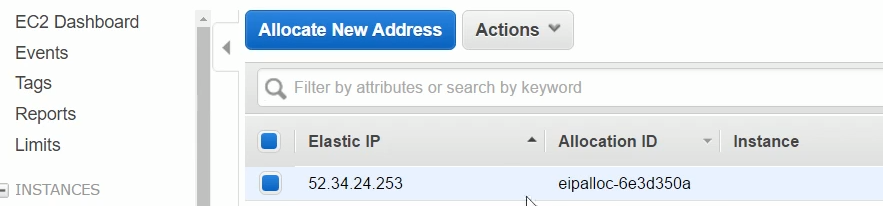 EC2 Dashboard
Events
Tags
Reports
Limits
INSTANCES
Allocate New Address Actions
Filter by attributes or search by keyword
Elastic IP Allocation ID Instance
52.34.24.253 eipalloc-6e3d350a